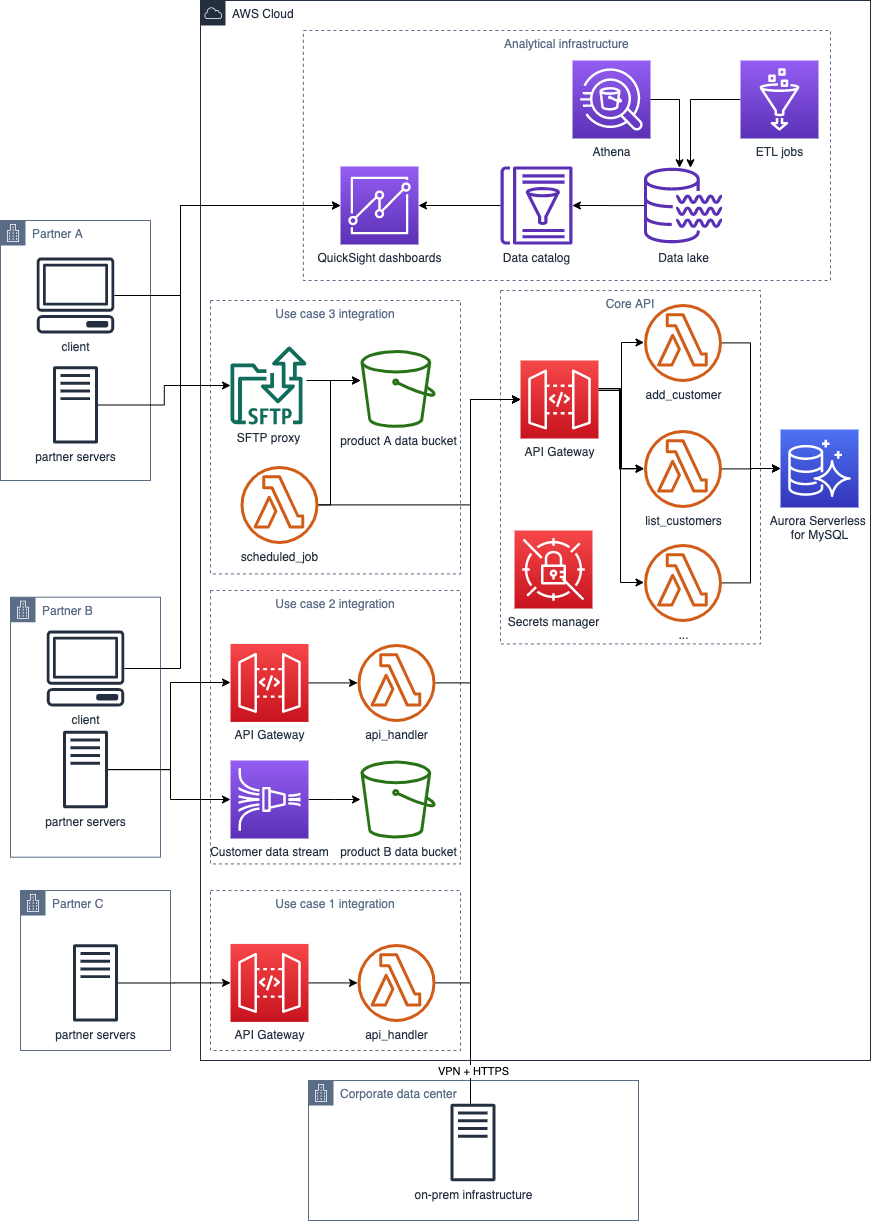 AWS Cloud
Analytical infrastructure
Athena
ETL jobs
QuickSight dashboards
Data catalog
Data lake
Partner A
client
partner servers
Use case 3 integration
SFTP
SFTP proxy
product A data bucket
scheduled_job
Core API
</>
API Gateway
add_customer
list_customers
...
Secrets manager
Aurora Serverless
for MySQL
Partner B
client
partner servers
Use case 2 integration
</>
API Gateway
api_handler
Customer data stream
product B data bucket
Partner C
partner servers
Use case 1 integration
</>
API Gateway
api_handler
VPN + HTTPS
Corporate data center
on-prem infrastructure